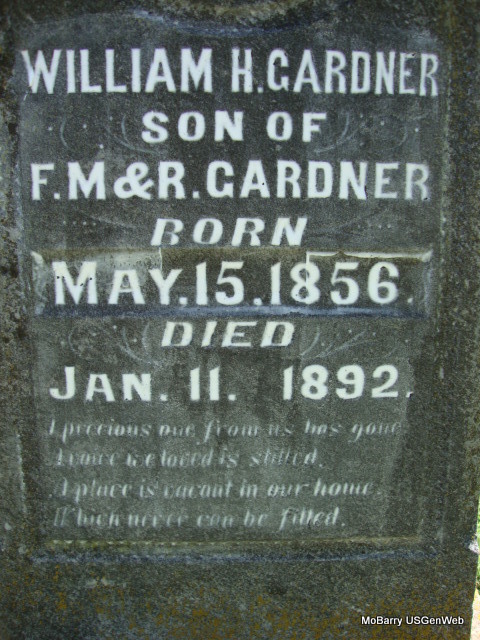 WILLIAM H. GARDNER
SON OF
F. M & R. GARDNER
BORN
MAY. 15. 1856.
DIED
JAN. 11. 1892.
A precious one from us has gone
A voice we loved is stilled.
A place is vacant in our home.
Which never can be filled.
MoBarry USGenWeb